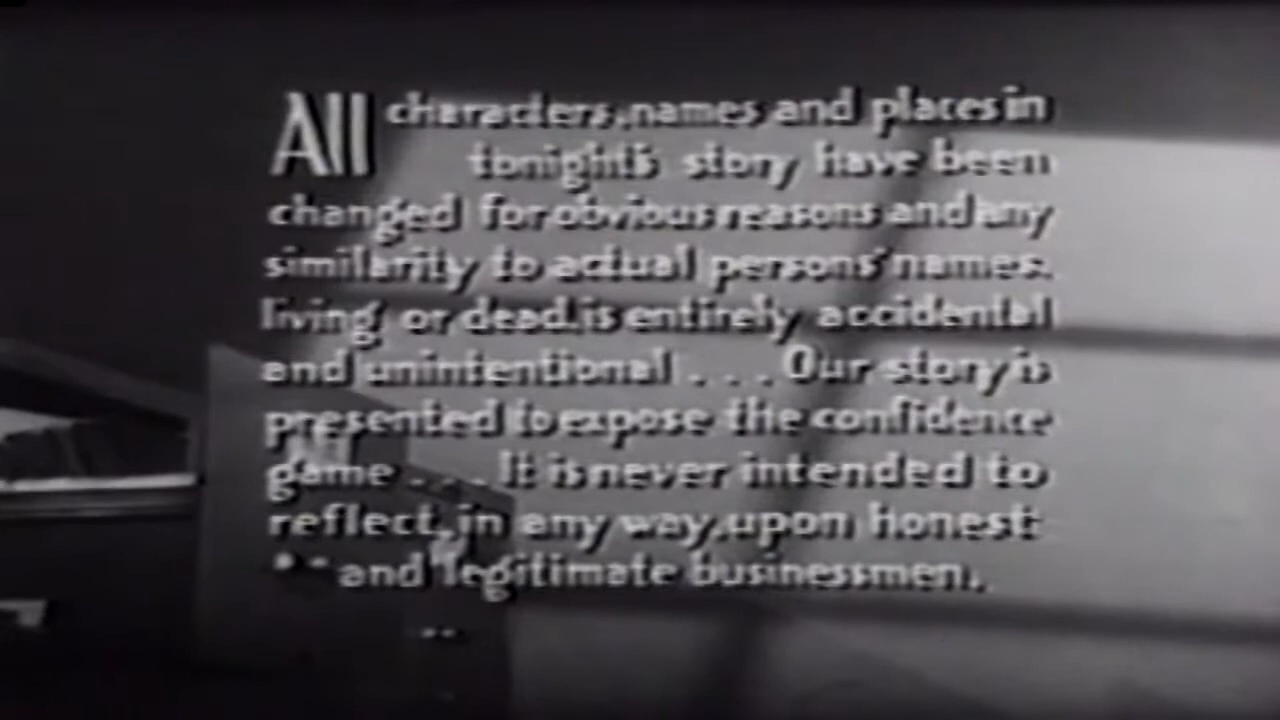 All characters, names and places in
tonight's story have been
changed for obvious reasons and any
similarity to actual persons' names,
living or dead, is entirely accidental
and unintentional . . . Our story is
presented to expose the confidence
game . . . It is never intended to
reflect, in any way, upon honest
and legitimate businessmen.